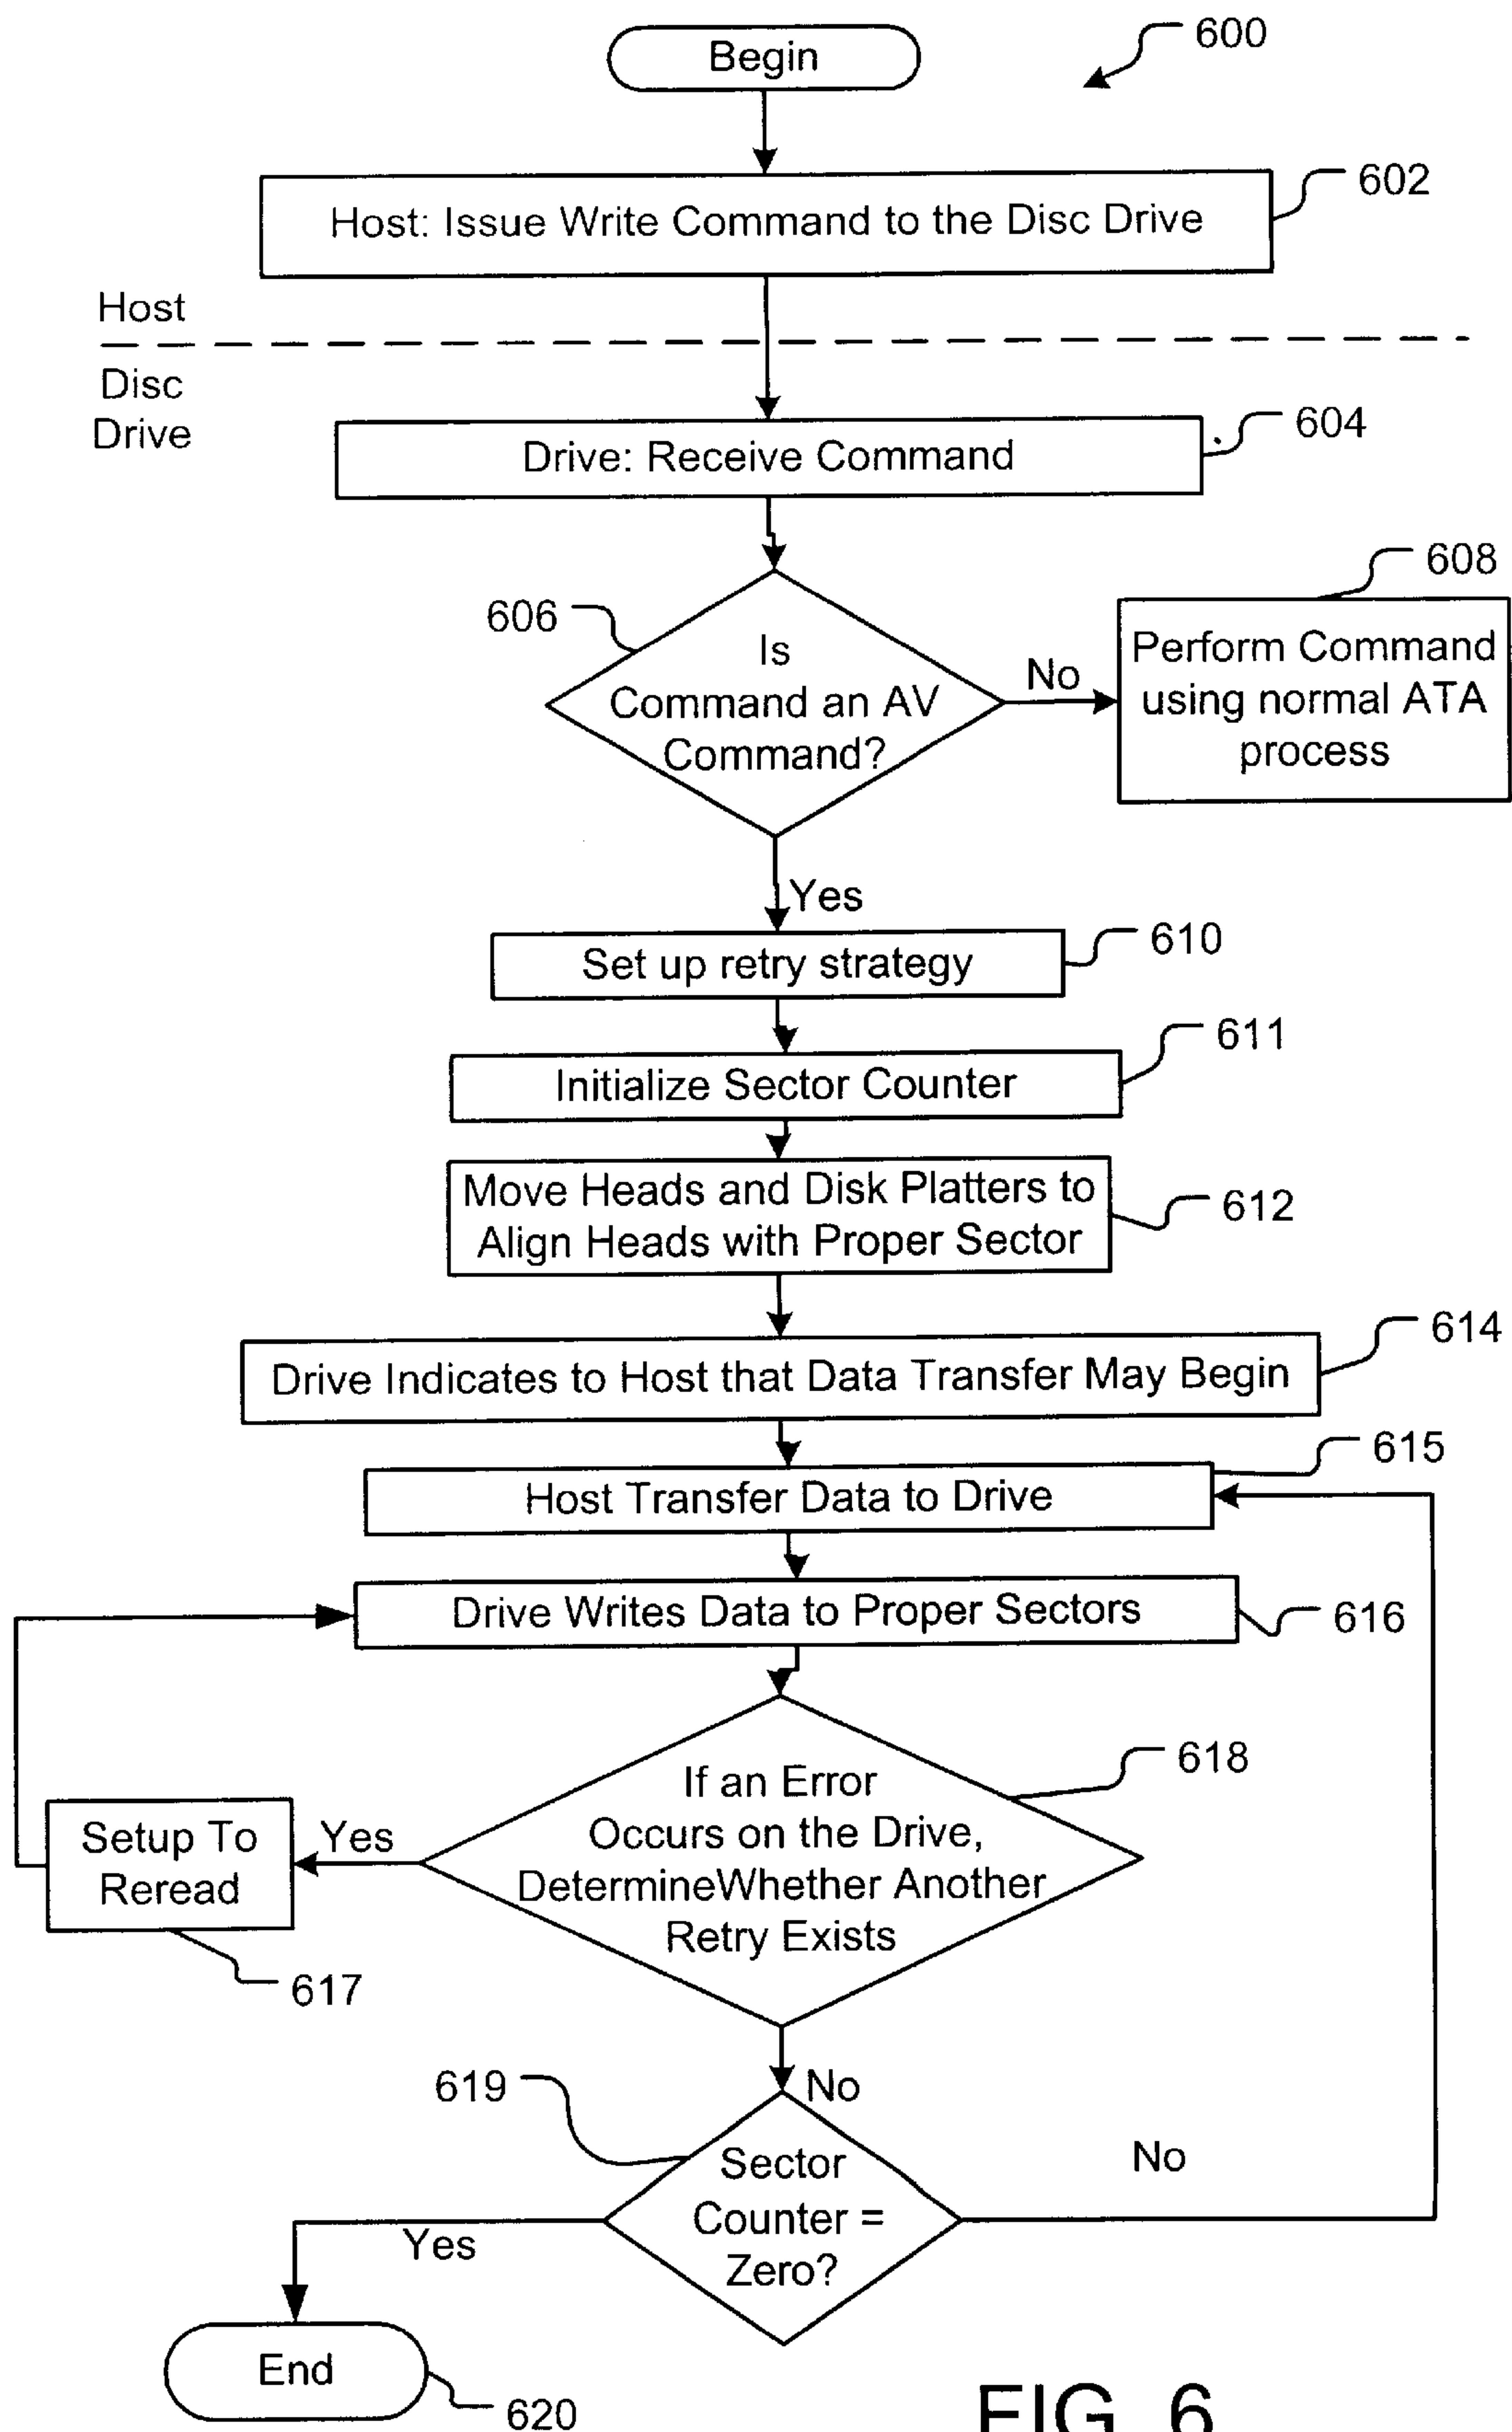 Begin
600
Host: Issue Write Command to the Disc Drive
602
Host
Disc
Drive
Drive: Receive Command
604
606
Is
Command an AV
Command?
No
608
Perform Command
using normal ATA
process
Yes
Set up retry strategy
610
Initialize Sector Counter
611
Move Heads and Disk Platters to
Align Heads with Proper Sector
612
Drive Indicates to Host that Data Transfer May Begin
614
Host Transfer Data to Drive
615
Drive Writes Data to Proper Sectors
616
If an Error
Occurs on the Drive,
DetermineWhether Another
Retry Exists
618
Yes
Setup To
Reread
617
No
619
Sector
Counter =
Zero?
No
Yes
End
620
FIG. 6